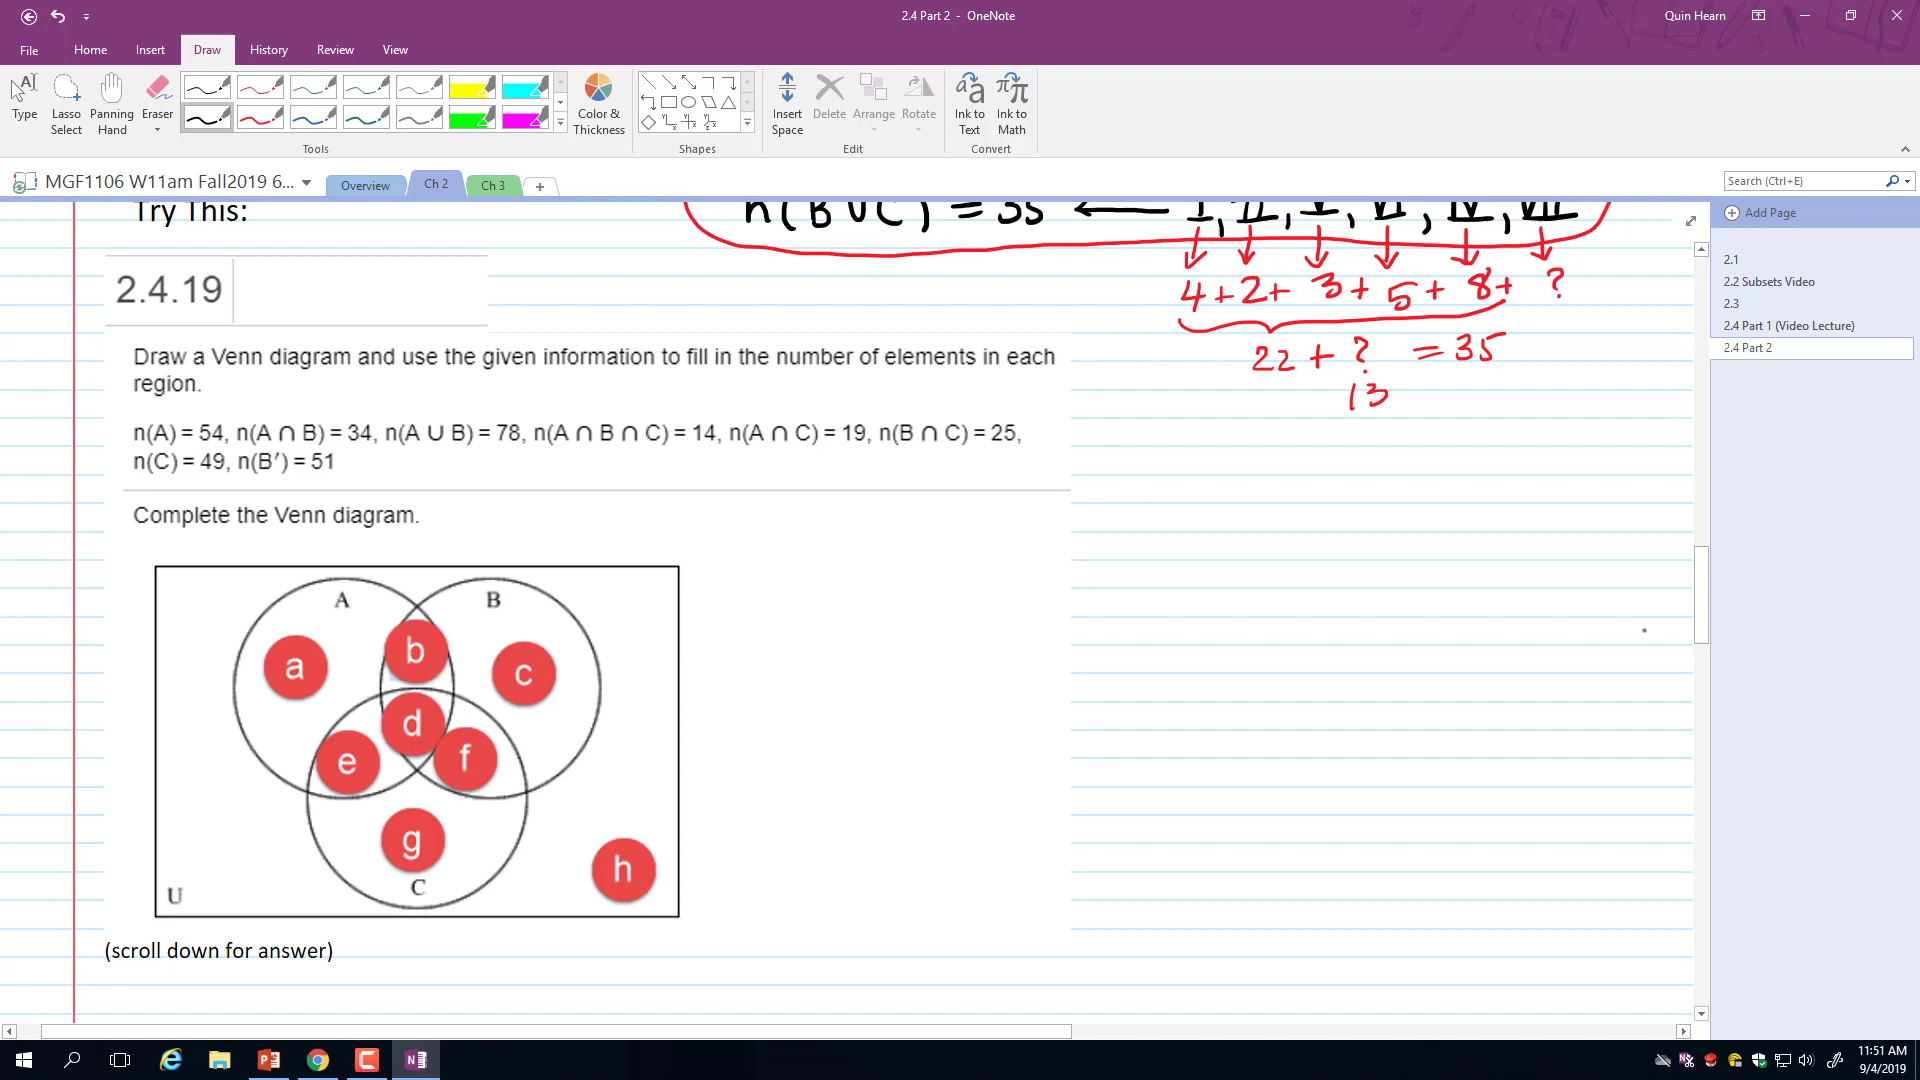 2.4 Part 2 - OneNote
Quin Hearn
File Home Insert Draw History Review View
Type
Lasso Select
Panning Hand
Eraser
Color & Thickness
Insert Space
Delete
Arrange
Rotate
Ink to Text
Ink to Math
Tools
Shapes
Edit
Convert
MGF1106 W11am Fall2019 6...
Overview
Ch 2
Ch 3
Search (Ctrl+E)
Add Page
2.1
2.2 Subsets Video
2.3
2.4 Part 1 (Video Lecture)
2.4 Part 2
Try This:
n(B∪C) = 35 ← I, II, V, VI, IV, VII
4+2+ 3+ 5+ 8+ ?
22 + ? = 35
13
2.4.19
Draw a Venn diagram and use the given information to fill in the number of elements in each
region.
n(A) = 54, n(A ∩ B) = 34, n(A ∪ B) = 78, n(A ∩ B ∩ C) = 14, n(A ∩ C) = 19, n(B ∩ C) = 25,
n(C) = 49, n(B′) = 51
Complete the Venn diagram.
A
B
b
a
c
d
e
f
g
h
C
U
(scroll down for answer)
11:51 AM
9/4/2019